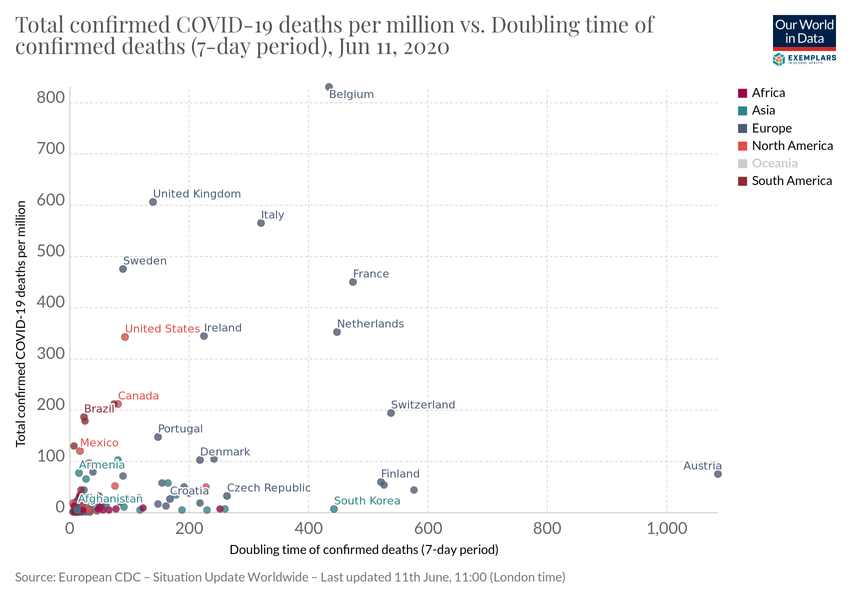 Total confirmed COVID-19 deaths per million vs. Doubling time of
confirmed deaths (7-day period), Jun 11, 2020
Our World
in Data
EXEMPLARS
IN GLOBAL HEALTH
Africa
Asia
Europe
North America
Oceania
South America
Total confirmed COVID-19 deaths per million
800
700
600
500
400
300
200
100
0
Belgium
United Kingdom
Italy
Sweden
France
United States
Ireland
Netherlands
Canada
Brazil
Switzerland
Portugal
Mexico
Denmark
Armenia
Austria
Finland
Croatia
Czech Republic
Afghanistan
South Korea
0
200
400
600
800
1,000
Doubling time of confirmed deaths (7-day period)
Source: European CDC – Situation Update Worldwide – Last updated 11th June, 11:00 (London time)